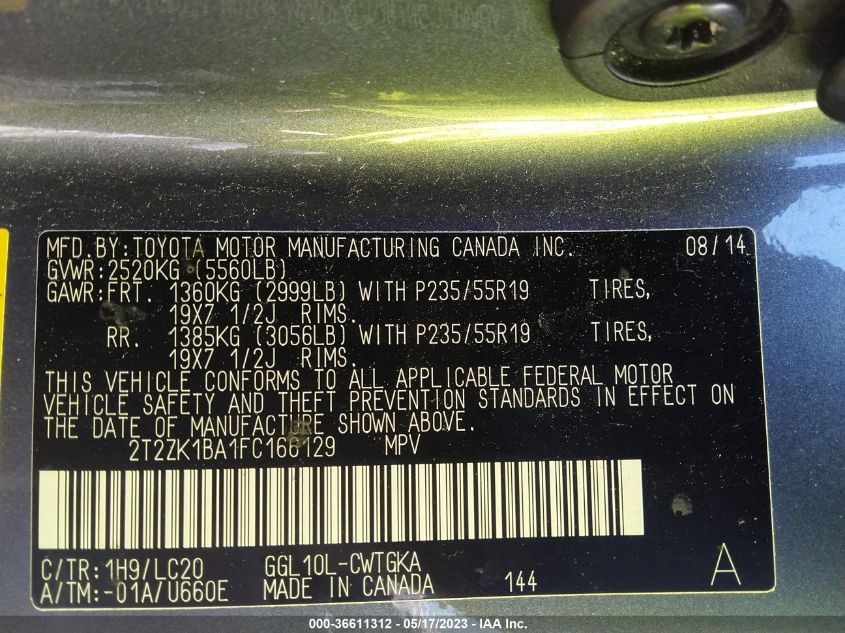 MFD.BY:TOYOTA MOTOR MANUFACTURING CANADA INC. 08/14
GVWR:2520KG (5560LB)
GAWR:FRT. 1360KG (2999LB) WITH P235/55R19 TIRES,
19X7 1/2J RIMS.
RR. 1385KG (3056LB) WITH P235/55R19 TIRES,
19X7 1/2J RIMS.
THIS VEHICLE CONFORMS TO ALL APPLICABLE FEDERAL MOTOR
VEHICLE SAFETY AND THEFT PREVENTION STANDARDS IN EFFECT ON
THE DATE OF MANUFACTURE SHOWN ABOVE.
2T2ZK1BA1FC166129 MPV
C/TR:1H9/LC20 GGL10L-CWTGKA
A/TM:-01A/U660E MADE IN CANADA 144 A
000-36611312 - 05/17/2023 - IAA Inc.